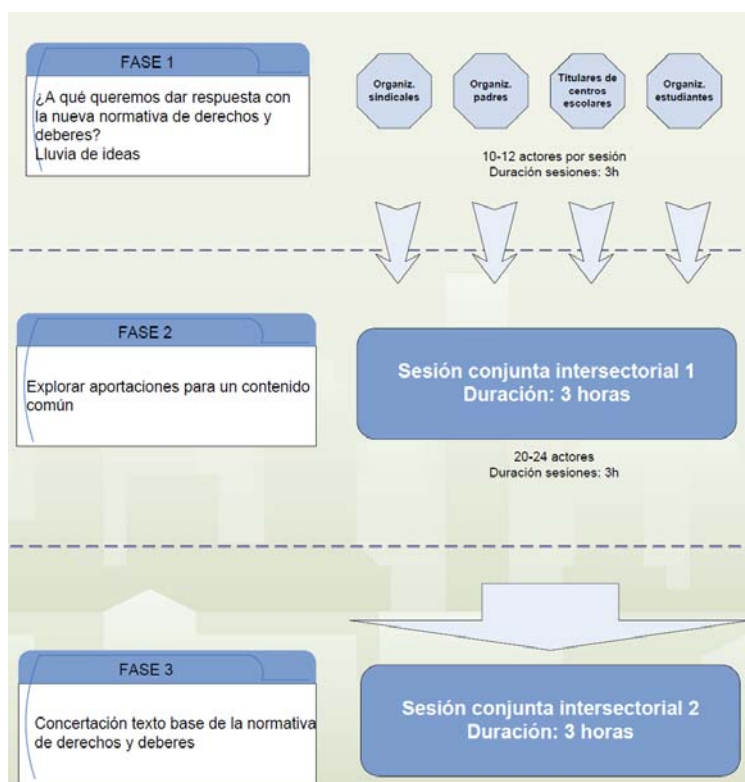 FASE 1
¿A qué queremos dar respuesta con
la nueva normativa de derechos y
deberes?
Lluvia de ideas
Organiz.
sindicales
Organiz.
padres
Titulares de
centros
escolares
Organiz.
estudiantes
10-12 actores por sesión
Duración sesiones: 3h
FASE 2
Explorar aportaciones para un contenido
común
Sesión conjunta intersectorial 1
Duración: 3 horas
20-24 actores
Duración sesiones: 3h
FASE 3
Concertación texto base de la normativa
de derechos y deberes
Sesión conjunta intersectorial 2
Duración: 3 horas